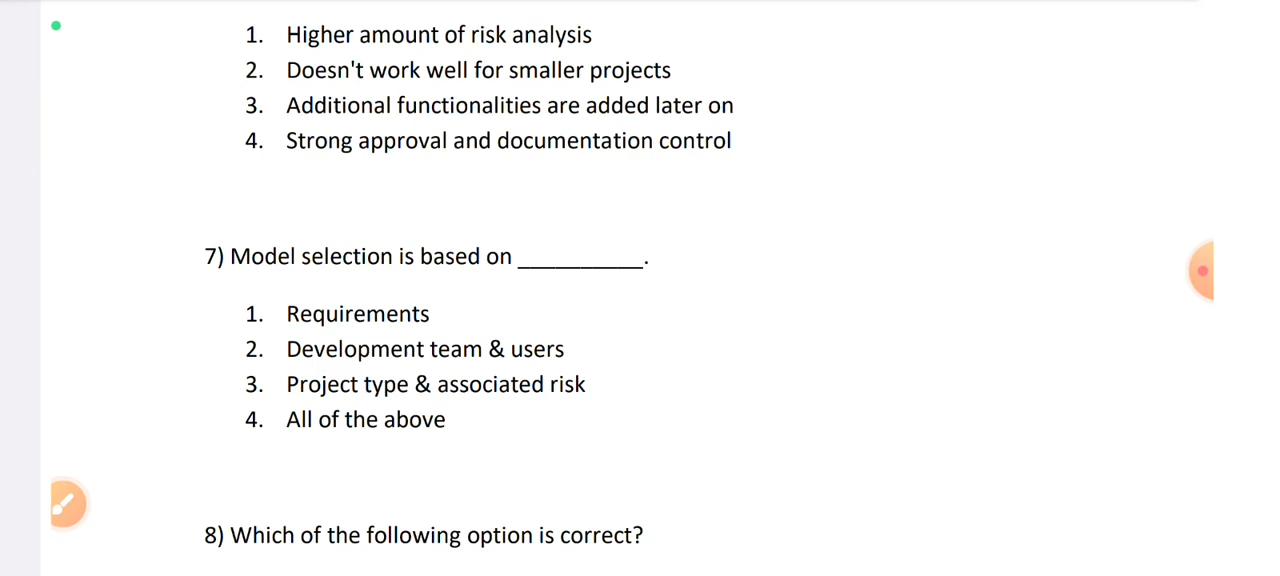 1. Higher amount of risk analysis
2. Doesn't work well for smaller projects
3. Additional functionalities are added later on
4. Strong approval and documentation control
7) Model selection is based on __________.
1. Requirements
2. Development team & users
3. Project type & associated risk
4. All of the above
8) Which of the following option is correct?